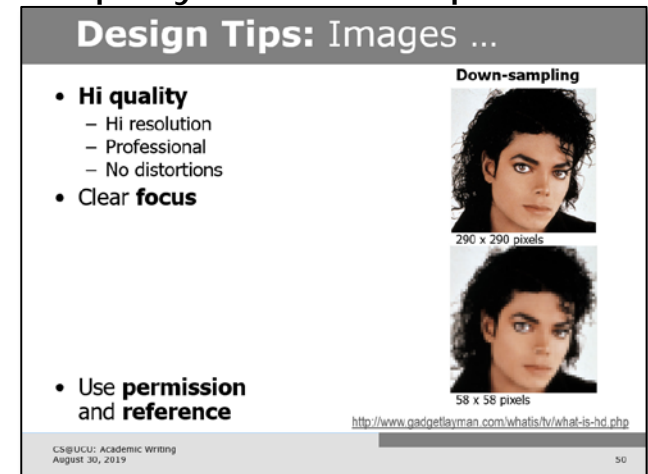 Design Tips: Images ...
• Hi quality
– Hi resolution
– Professional
– No distortions
• Clear focus
• Use permission
and reference
Down-sampling
290 x 290 pixels
58 x 58 pixels
http://www.gadgetlayman.com/whatis/tv/what-is-hd.php
CS@UCU: Academic Writing
August 30, 2019
50